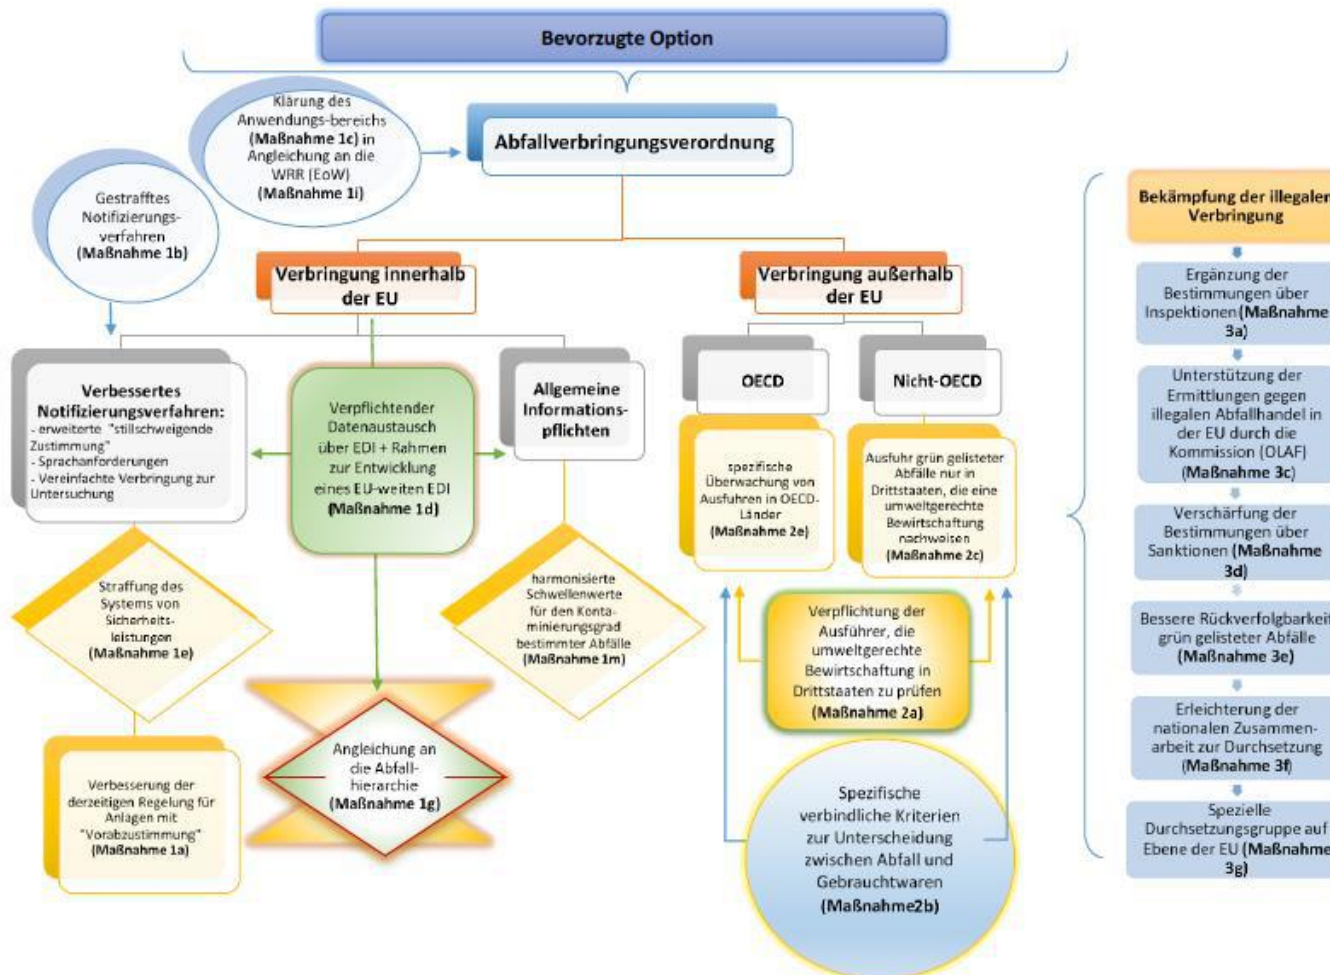 Bevorzugte Option
Klärung des
Anwendungs-bereichs
(Maßnahme 1c) in
Angleichung an die
WRR (EoW)
(Maßnahme 1i)
Abfallverbringungsverordnung
Gestrafftes
Notifizierungs-
verfahren
(Maßnahme 1b)
Verbringung innerhalb
der EU
Verbringung außerhalb
der EU
Verbessertes
Notifizierungsverfahren:
- erweiterte "stillschweigende
Zustimmung"
- Sprachanforderungen
- Vereinfachte Verbringung zur
Untersuchung
Verpflichtender
Datenaustausch
über EDI + Rahmen
zur Entwicklung
eines EU-weiten EDI
(Maßnahme 1d)
Allgemeine
Informations-
pflichten
OECD
Nicht-OECD
spezifische
Überwachung von
Ausfuhren in OECD-
Länder
(Maßnahme 2e)
Ausfuhr grün gelisteter
Abfälle nur in
Drittstaaten, die eine
umweltgerechte
Bewirtschaftung
nachweisen
(Maßnahme 2c)
Straffung des
Systems von
Sicherheits-
leistungen
(Maßnahme 1e)
harmonisierte
Schwellenwerte
für den Konta-
minierungsgrad
bestimmter Abfälle
(Maßnahme 1m)
Verpflichtung der
Ausführer, die
umweltgerechte
Bewirtschaftung in
Drittstaaten zu prüfen
(Maßnahme 2a)
Verbesserung der
derzeitigen Regelung für
Anlagen mit
"Vorabzustimmung"
(Maßnahme 1a)
Angleichung an
die Abfall-
hierarchie
(Maßnahme 1g)
Spezifische
verbindliche Kriterien
zur Unterscheidung
zwischen Abfall und
Gebrauchtwaren
(Maßnahme2b)
Bekämpfung der illegalen
Verbringung
Ergänzung der
Bestimmungen über
Inspektionen (Maßnahme
3a)
Unterstützung der
Ermittlungen gegen
illegalen Abfallhandel in
der EU durch die
Kommission (OLAF)
(Maßnahme 3c)
Verschärfung der
Bestimmungen über
Sanktionen (Maßnahme
3d)
Bessere Rückverfolgbarkeit
grün gelisteter Abfälle
(Maßnahme 3e)
Erleichterung der
nationalen Zusammen-
arbeit zur Durchsetzung
(Maßnahme 3f)
Spezielle
Durchsetzungsgruppe auf
Ebene der EU (Maßnahme
3g)